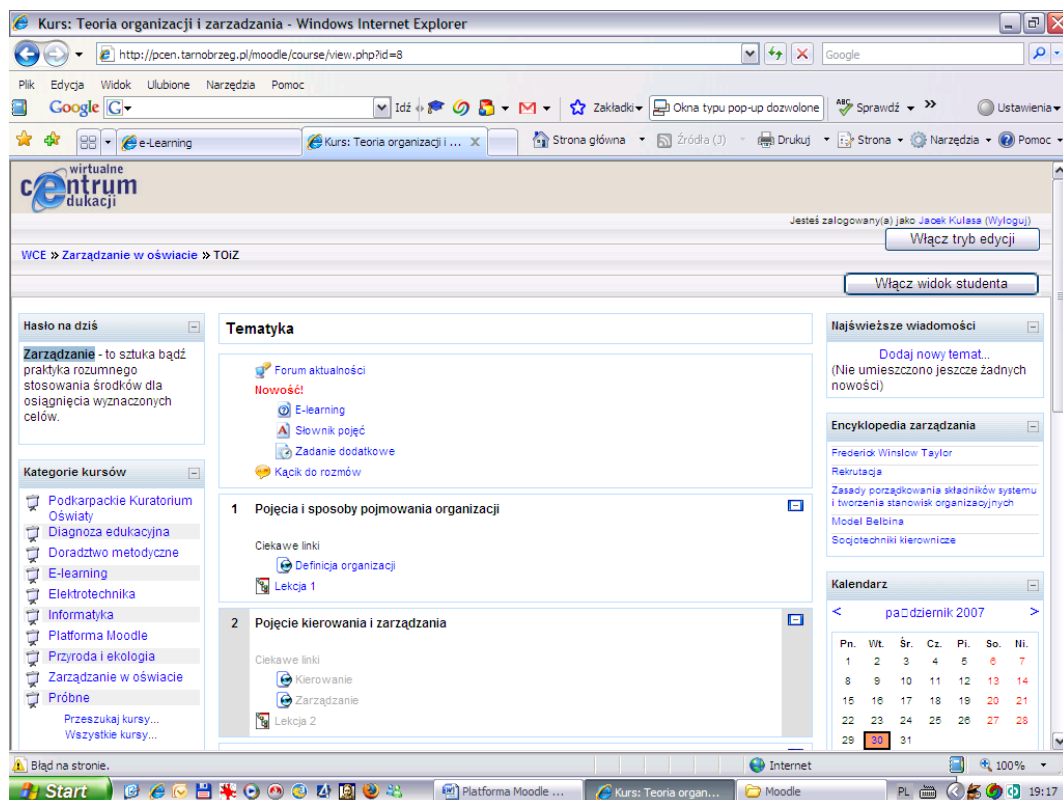 Kurs: Teoria organizacji i zarzadzania - Windows Internet Explorer
http://pcen.tarnobrzeg.pl/moodle/course/view.php?id=8
Google
Plik Edycja Widok Ulubione Narzędzia Pomoc
Google G Idź Zakładki Okna typu pop-up dozwolone ABC Sprawdź » Ustawienia
e-Learning Kurs: Teoria organizacji i ... X Strona główna Źródła (J) Drukuj Strona Narzędzia Pomoc
wirtualne
centrum
edukacji
Jesteś zalogowany(a) jako Jacek Kulasa (Wyloguj)
Włącz tryb edycji
WCE » Zarządzanie w oświacie » TOiZ
Włącz widok studenta
Hasło na dziś
Zarządzanie - to sztuka bądź
praktyka rozumnego
stosowania środków dla
osiągnięcia wyznaczonych
celów.
Kategorie kursów
Podkarpackie Kuratorium
Oświaty
Diagnoza edukacyjna
Doradztwo metodyczne
E-learning
Elektrotechnika
Informatyka
Platforma Moodle
Przyroda i ekologia
Zarządzanie w oświacie
Próbne
Przeszukaj kursy...
Wszystkie kursy...
Tematyka
Forum aktualności
Nowość!
E-learning
Słownik pojęć
Zadanie dodatkowe
Kącik do rozmów
1 Pojęcia i sposoby pojmowania organizacji
Ciekawe linki
Definicja organizacji
Lekcja 1
2 Pojęcie kierowania i zarządzania
Ciekawe linki
Kierowanie
Zarządzanie
Lekcja 2
Najświeższe wiadomości
Dodaj nowy temat...
(Nie umieszczono jeszcze żadnych
nowości)
Encyklopedia zarządzania
Frederick Winslow Taylor
Rekrutacja
Zasady porządkowania składników systemu
i tworzenia stanowisk organizacyjnych
Model Belbina
Socjotechniki kierownicze
Kalendarz
< pa□dziernik 2007 >
Pn. Wt. Śr. Cz. Pi. So. Ni.
1 2 3 4 5 6 7
8 9 10 11 12 13 14
15 16 17 18 19 20 21
22 23 24 25 26 27 28
29 30 31
Błąd na stronie.
Internet
100%
Start
Platforma Moodle ...
Kurs: Teoria organ...
Moodle
PL
19:17